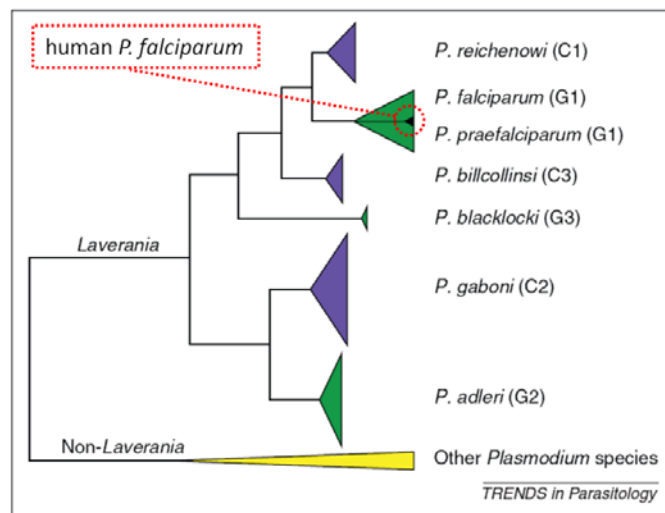 human P. falciparum
P. reichenowi (C1)
P. falciparum (G1)
P. praefalciparum (G1)
P. billcollinsi (C3)
P. blacklocki (G3)
Laverania
P. gaboni (C2)
P. adleri (G2)
Non-Laverania
Other Plasmodium species
TRENDS in Parasitology